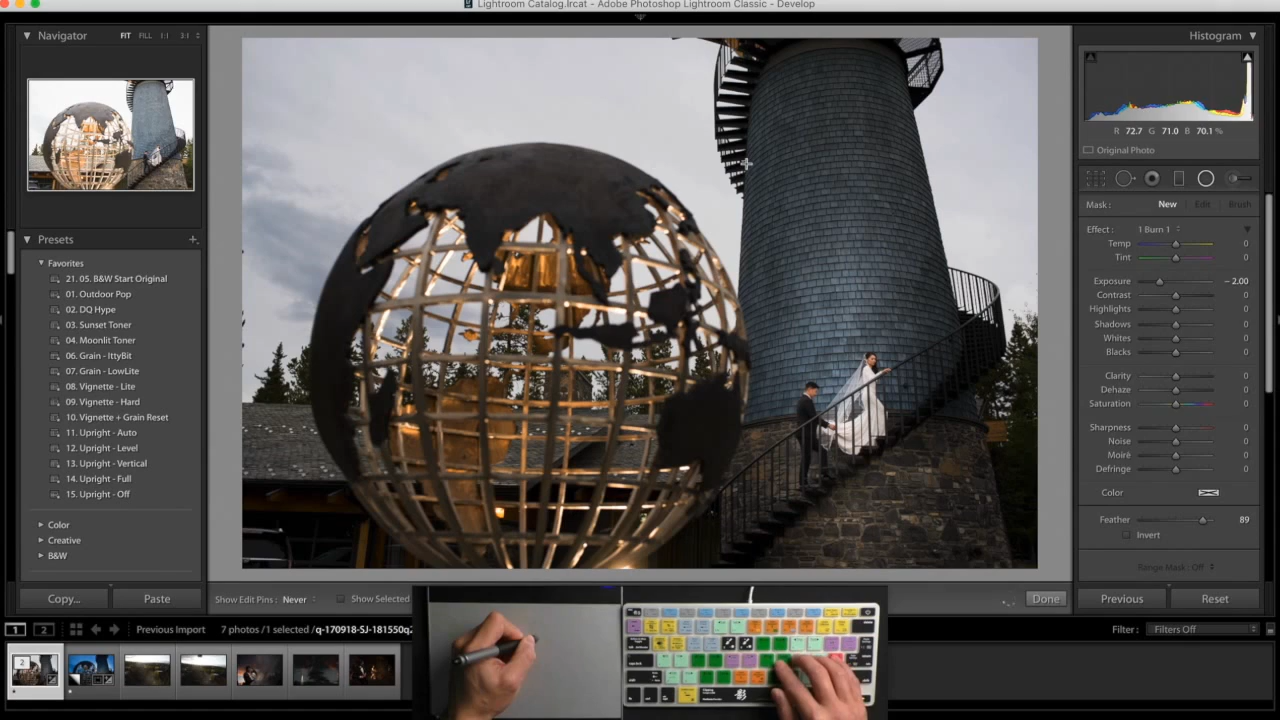 Lightroom Catalog.lrcat - Adobe Photoshop Lightroom Classic - Develop
Navigator FIT FILL 1:1 3:1
Presets +
Favorites
21. 05. B&W Start Original
01. Outdoor Pop
02. DQ Hype
03. Sunset Toner
04. Moonlit Toner
06. Grain - IttyBit
07. Grain - LowLite
08. Vignette - Lite
09. Vignette - Hard
10. Vignette + Grain Reset
11. Upright - Auto
12. Upright - Level
13. Upright - Vertical
14. Upright - Full
15. Upright - Off
Color
Creative
B&W
Copy... Paste
Show Edit Pins : Never Show Selected
Done
Histogram
R 72.7 G 71.0 B 70.1 %
Original Photo
Mask : New Edit Brush
Effect : 1 Burn 1
Temp 0
Tint 0
Exposure - 2.00
Contrast 0
Highlights 0
Shadows 0
Whites 0
Blacks 0
Clarity 0
Dehaze 0
Saturation 0
Sharpness 0
Noise 0
Moiré 0
Defringe 0
Color
Feather 89
Invert
Range Mask : Off
Previous Reset
1 2 Previous Import 7 photos /1 selected /q-170918-SJ-181550q2
Filter : Filters Off
2